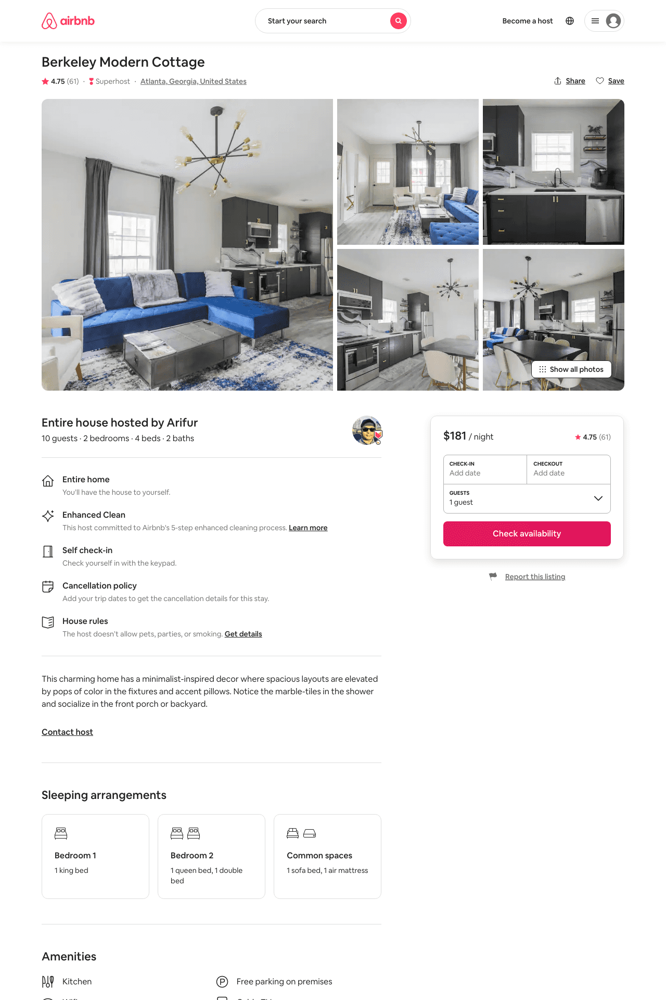 airbnb
Start your search
Become a host
Berkeley Modern Cottage
4.75 (61) · Superhost · Atlanta, Georgia, United States
Share
Save
Show all photos
Entire house hosted by Arifur
10 guests · 2 bedrooms · 4 beds · 2 baths
Entire home
You'll have the house to yourself.
Enhanced Clean
This host committed to Airbnb's 5-step enhanced cleaning process. Learn more
Self check-in
Check yourself in with the keypad.
Cancellation policy
Add your trip dates to get the cancellation details for this stay.
House rules
The host doesn't allow pets, parties, or smoking. Get details
$181 / night
4.75 (61)
CHECK-IN
Add date
CHECKOUT
Add date
GUESTS
1 guest
Check availability
Report this listing
This charming home has a minimalist-inspired decor where spacious layouts are elevated
by pops of color in the fixtures and accent pillows. Notice the marble-tiles in the shower
and socialize in the front porch or backyard.
Contact host
Sleeping arrangements
Bedroom 1
1 king bed
Bedroom 2
1 queen bed, 1 double
bed
Common spaces
1 sofa bed, 1 air mattress
Amenities
Kitchen
Free parking on premises